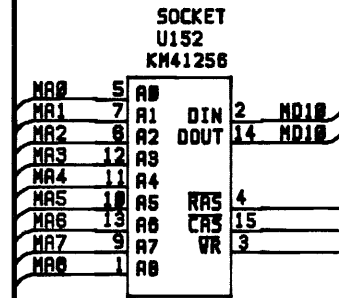 SOCKET
U152
KM41256
MA0 5 A0
MA1 7 A1 DIN 2 MD10
MA2 6 A2 DOUT 14 MD10
MA3 12 A3
MA4 11 A4
MA5 10 A5 RAS 4
MA6 13 A6 CAS 15
MA7 9 A7 WR 3
MA8 1 A8